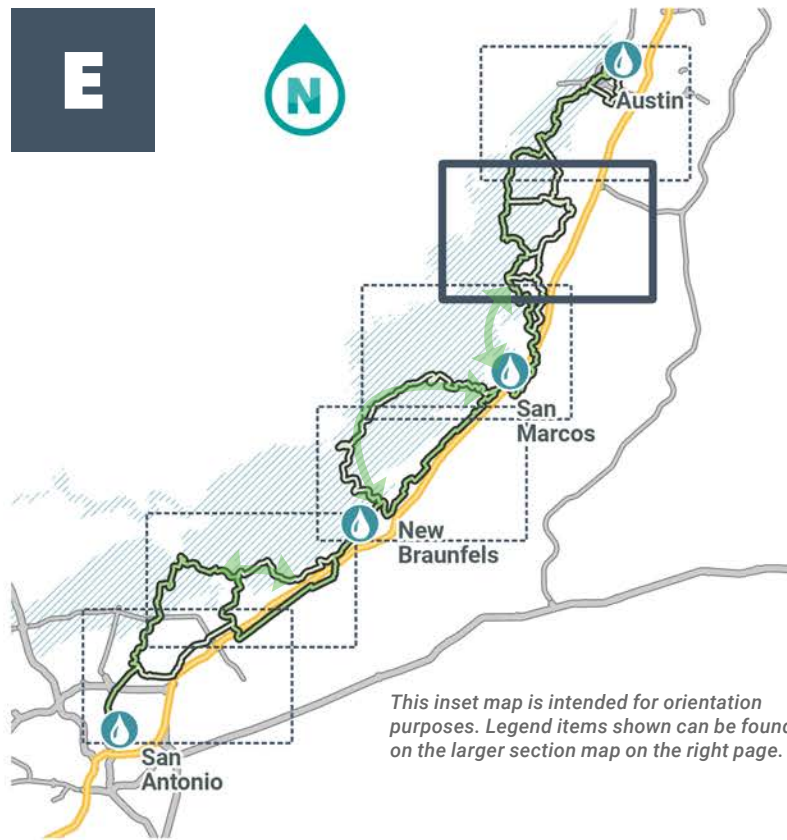 E
N
Austin
San
Marcos
New
Braunfels
San
Antonio
This inset map is intended for orientation
purposes. Legend items shown can be found
on the larger section map on the right page.